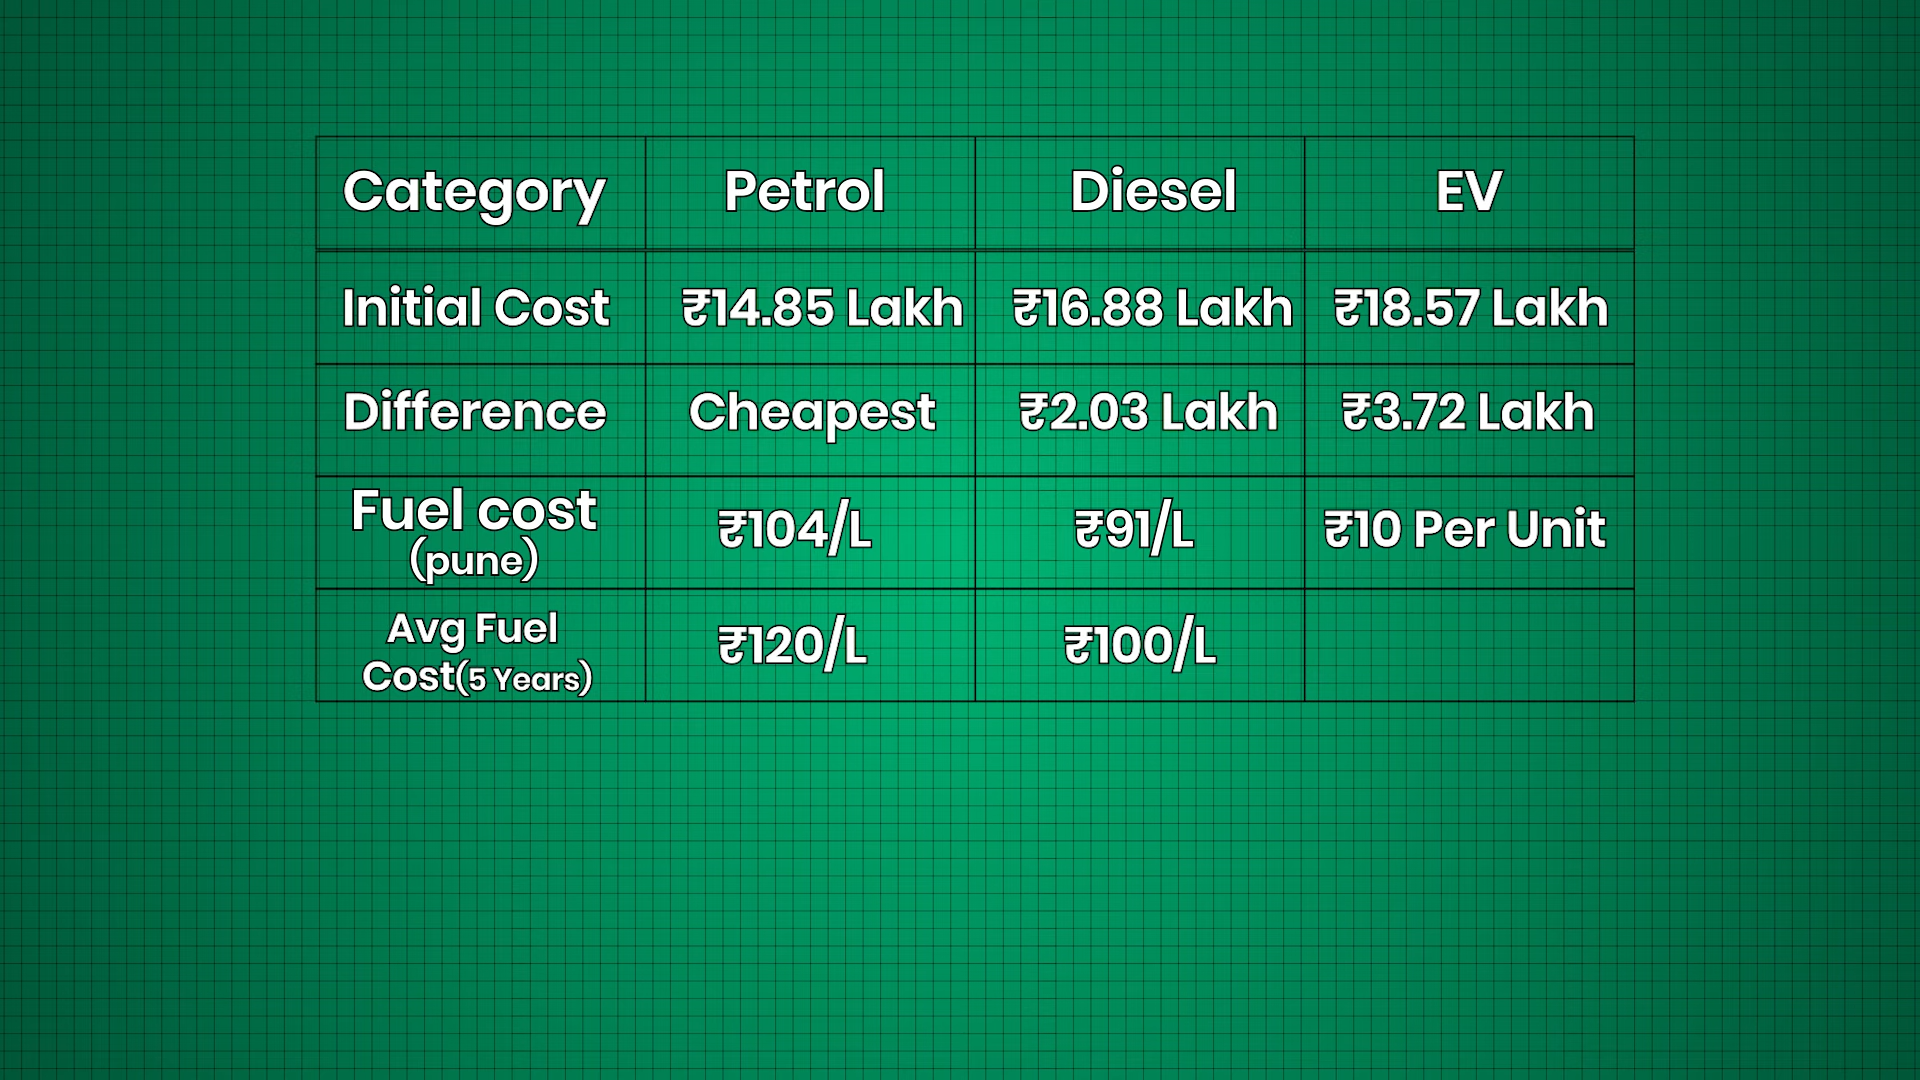 Category Petrol Diesel EV
Initial Cost ₹14.85 Lakh ₹16.88 Lakh ₹18.57 Lakh
Difference Cheapest ₹2.03 Lakh ₹3.72 Lakh
Fuel cost
(pune) ₹104/L ₹91/L ₹10 Per Unit
Avg Fuel
Cost(5 Years) ₹120/L ₹100/L